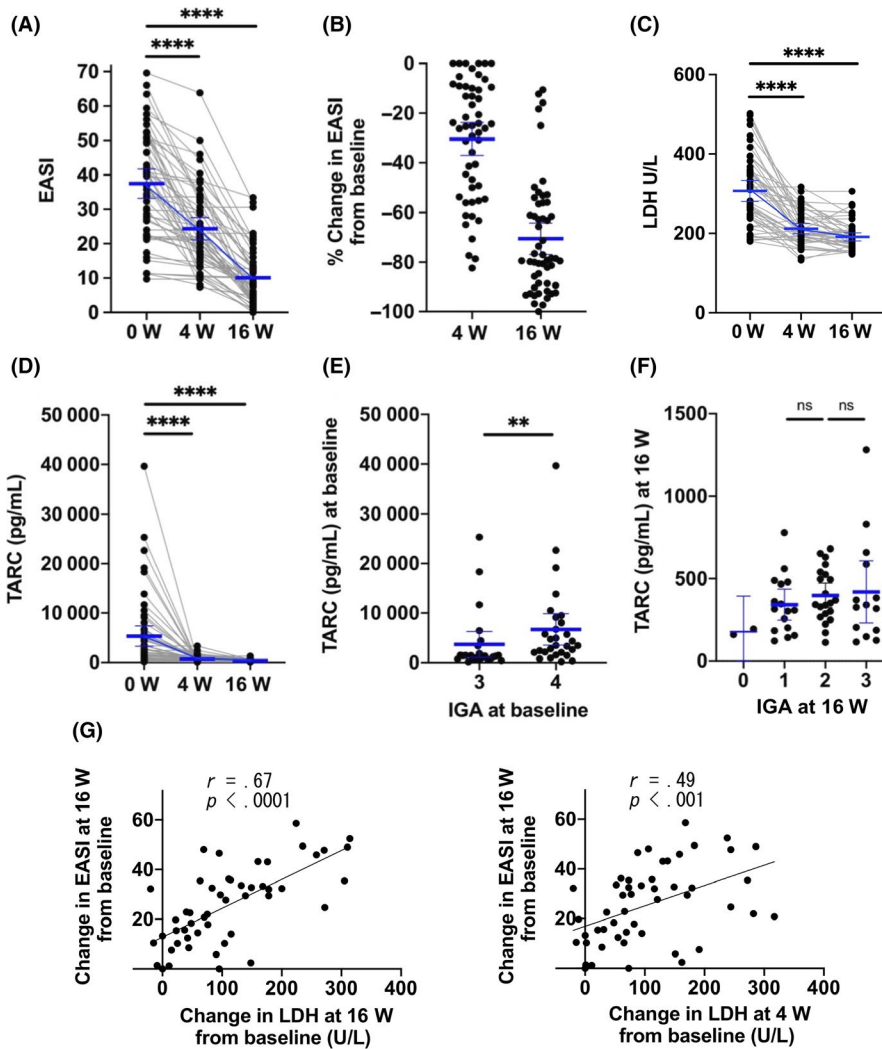 (A)
****
****
EASI
70
60
50
40
30
20
10
0
0 W 4 W 16 W
(B)
% Change in EASI
from baseline
0
−20
−40
−60
−80
−100
4 W 16 W
(C)
****
****
LDH U/L
600
400
200
0
0 W 4 W 16 W
(D)
****
****
TARC (pg/mL)
50 000
40 000
30 000
20 000
10 000
0
0 W 4 W 16 W
(E)
**
TARC (pg/mL) at baseline
50 000
40 000
30 000
20 000
10 000
0
3 4
IGA at baseline
(F)
ns ns
TARC (pg/mL) at 16 W
1500
1000
500
0
0 1 2 3
IGA at 16 W
(G)
r = .67
p < .0001
Change in EASI at 16 W
from baseline
60
40
20
0 100 200 300 400
Change in LDH at 16 W
from baseline (U/L)
r = .49
p < .001
Change in EASI at 16 W
from baseline
60
40
20
0 100 200 300 400
Change in LDH at 4 W
from baseline (U/L)